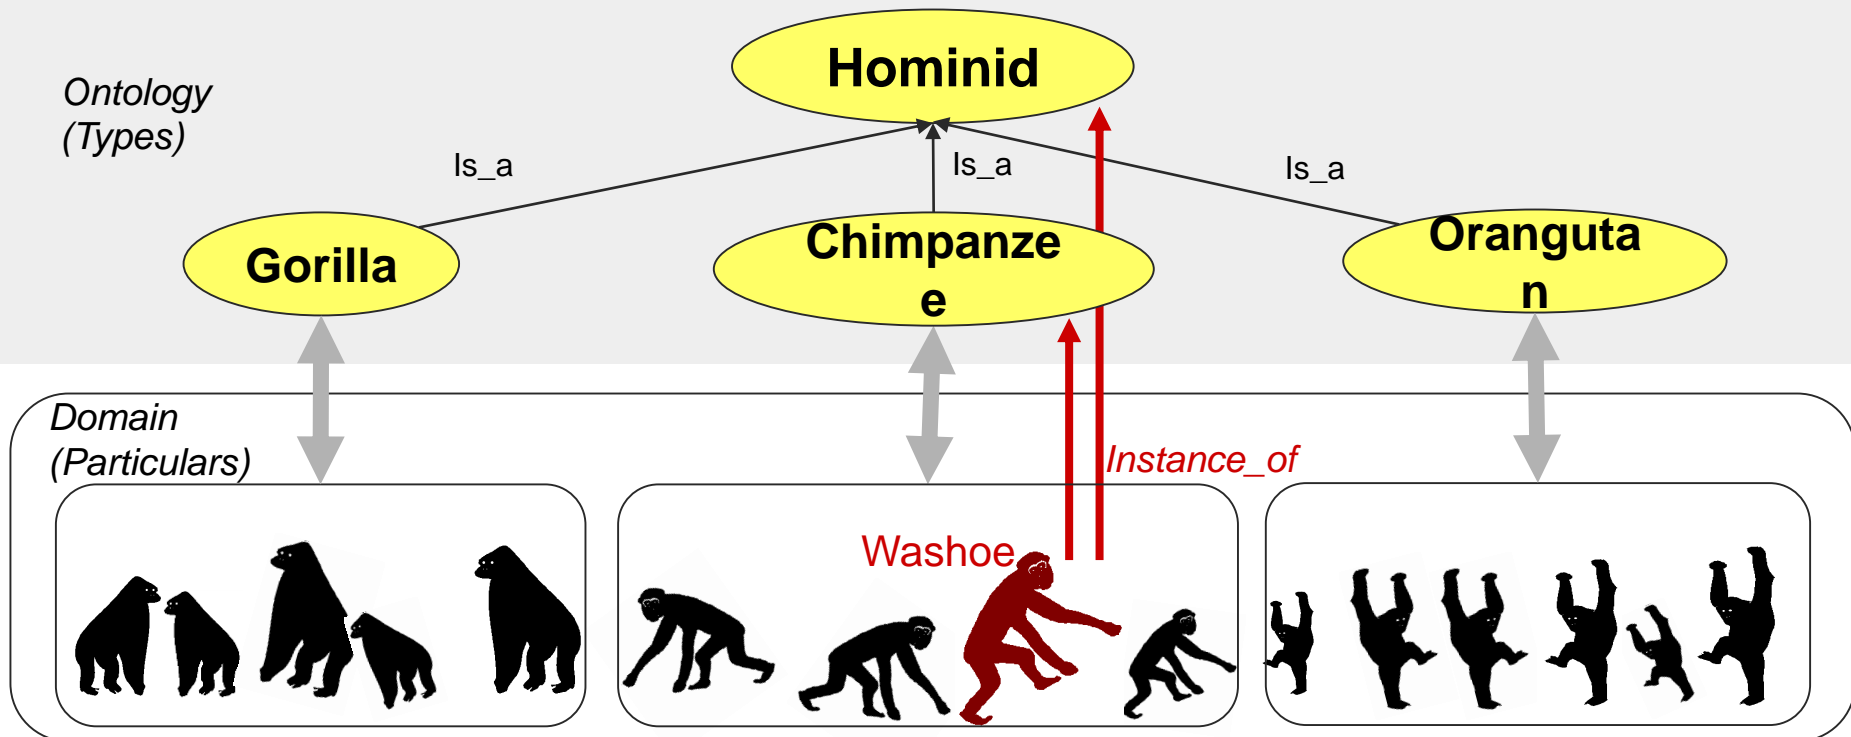 Hominid
Ontology
(Types)
Is_a
Is_a
Is_a
Gorilla
Chimpanze
e
Oranguta
n
Domain
(Particulars)
Instance_of
Washoe